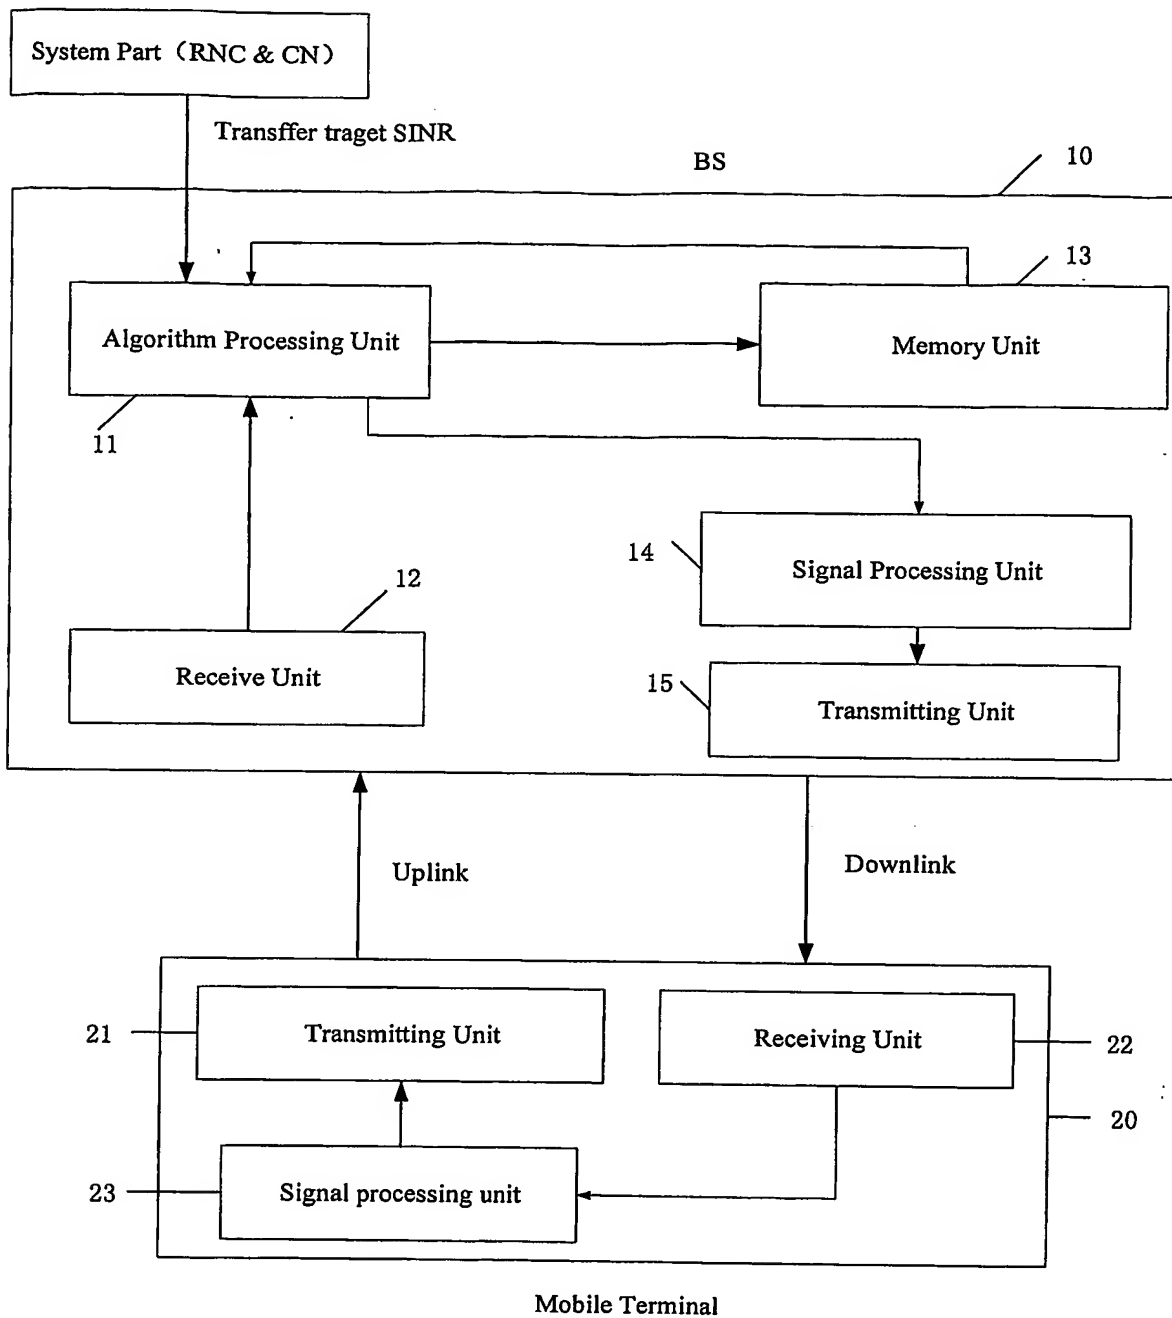 System Part（RNC & CN）
Transffer traget SINR
BS
10
13
Algorithm Processing Unit
Memory Unit
11
14
Signal Processing Unit
12
Receive Unit
15
Transmitting Unit
Uplink
Downlink
21
Transmitting Unit
Receiving Unit
22
20
23
Signal processing unit
Mobile Terminal